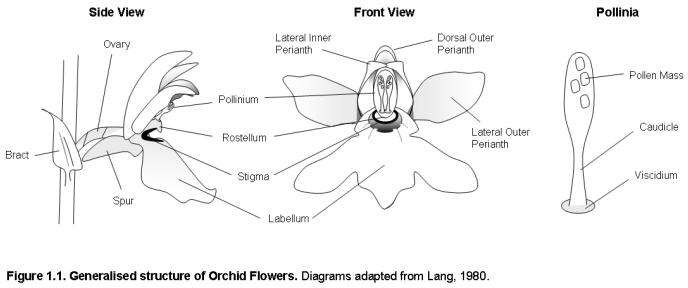 Side View
Front View
Pollinia
Ovary
Lateral Inner
Perianth
Dorsal Outer
Perianth
Pollen Mass
Pollinium
Caudicle
Rostellum
Lateral Outer
Perianth
Bract
Stigma
Viscidium
Spur
Labellum
Figure 1.1. Generalised structure of Orchid Flowers. Diagrams adapted from Lang, 1980.